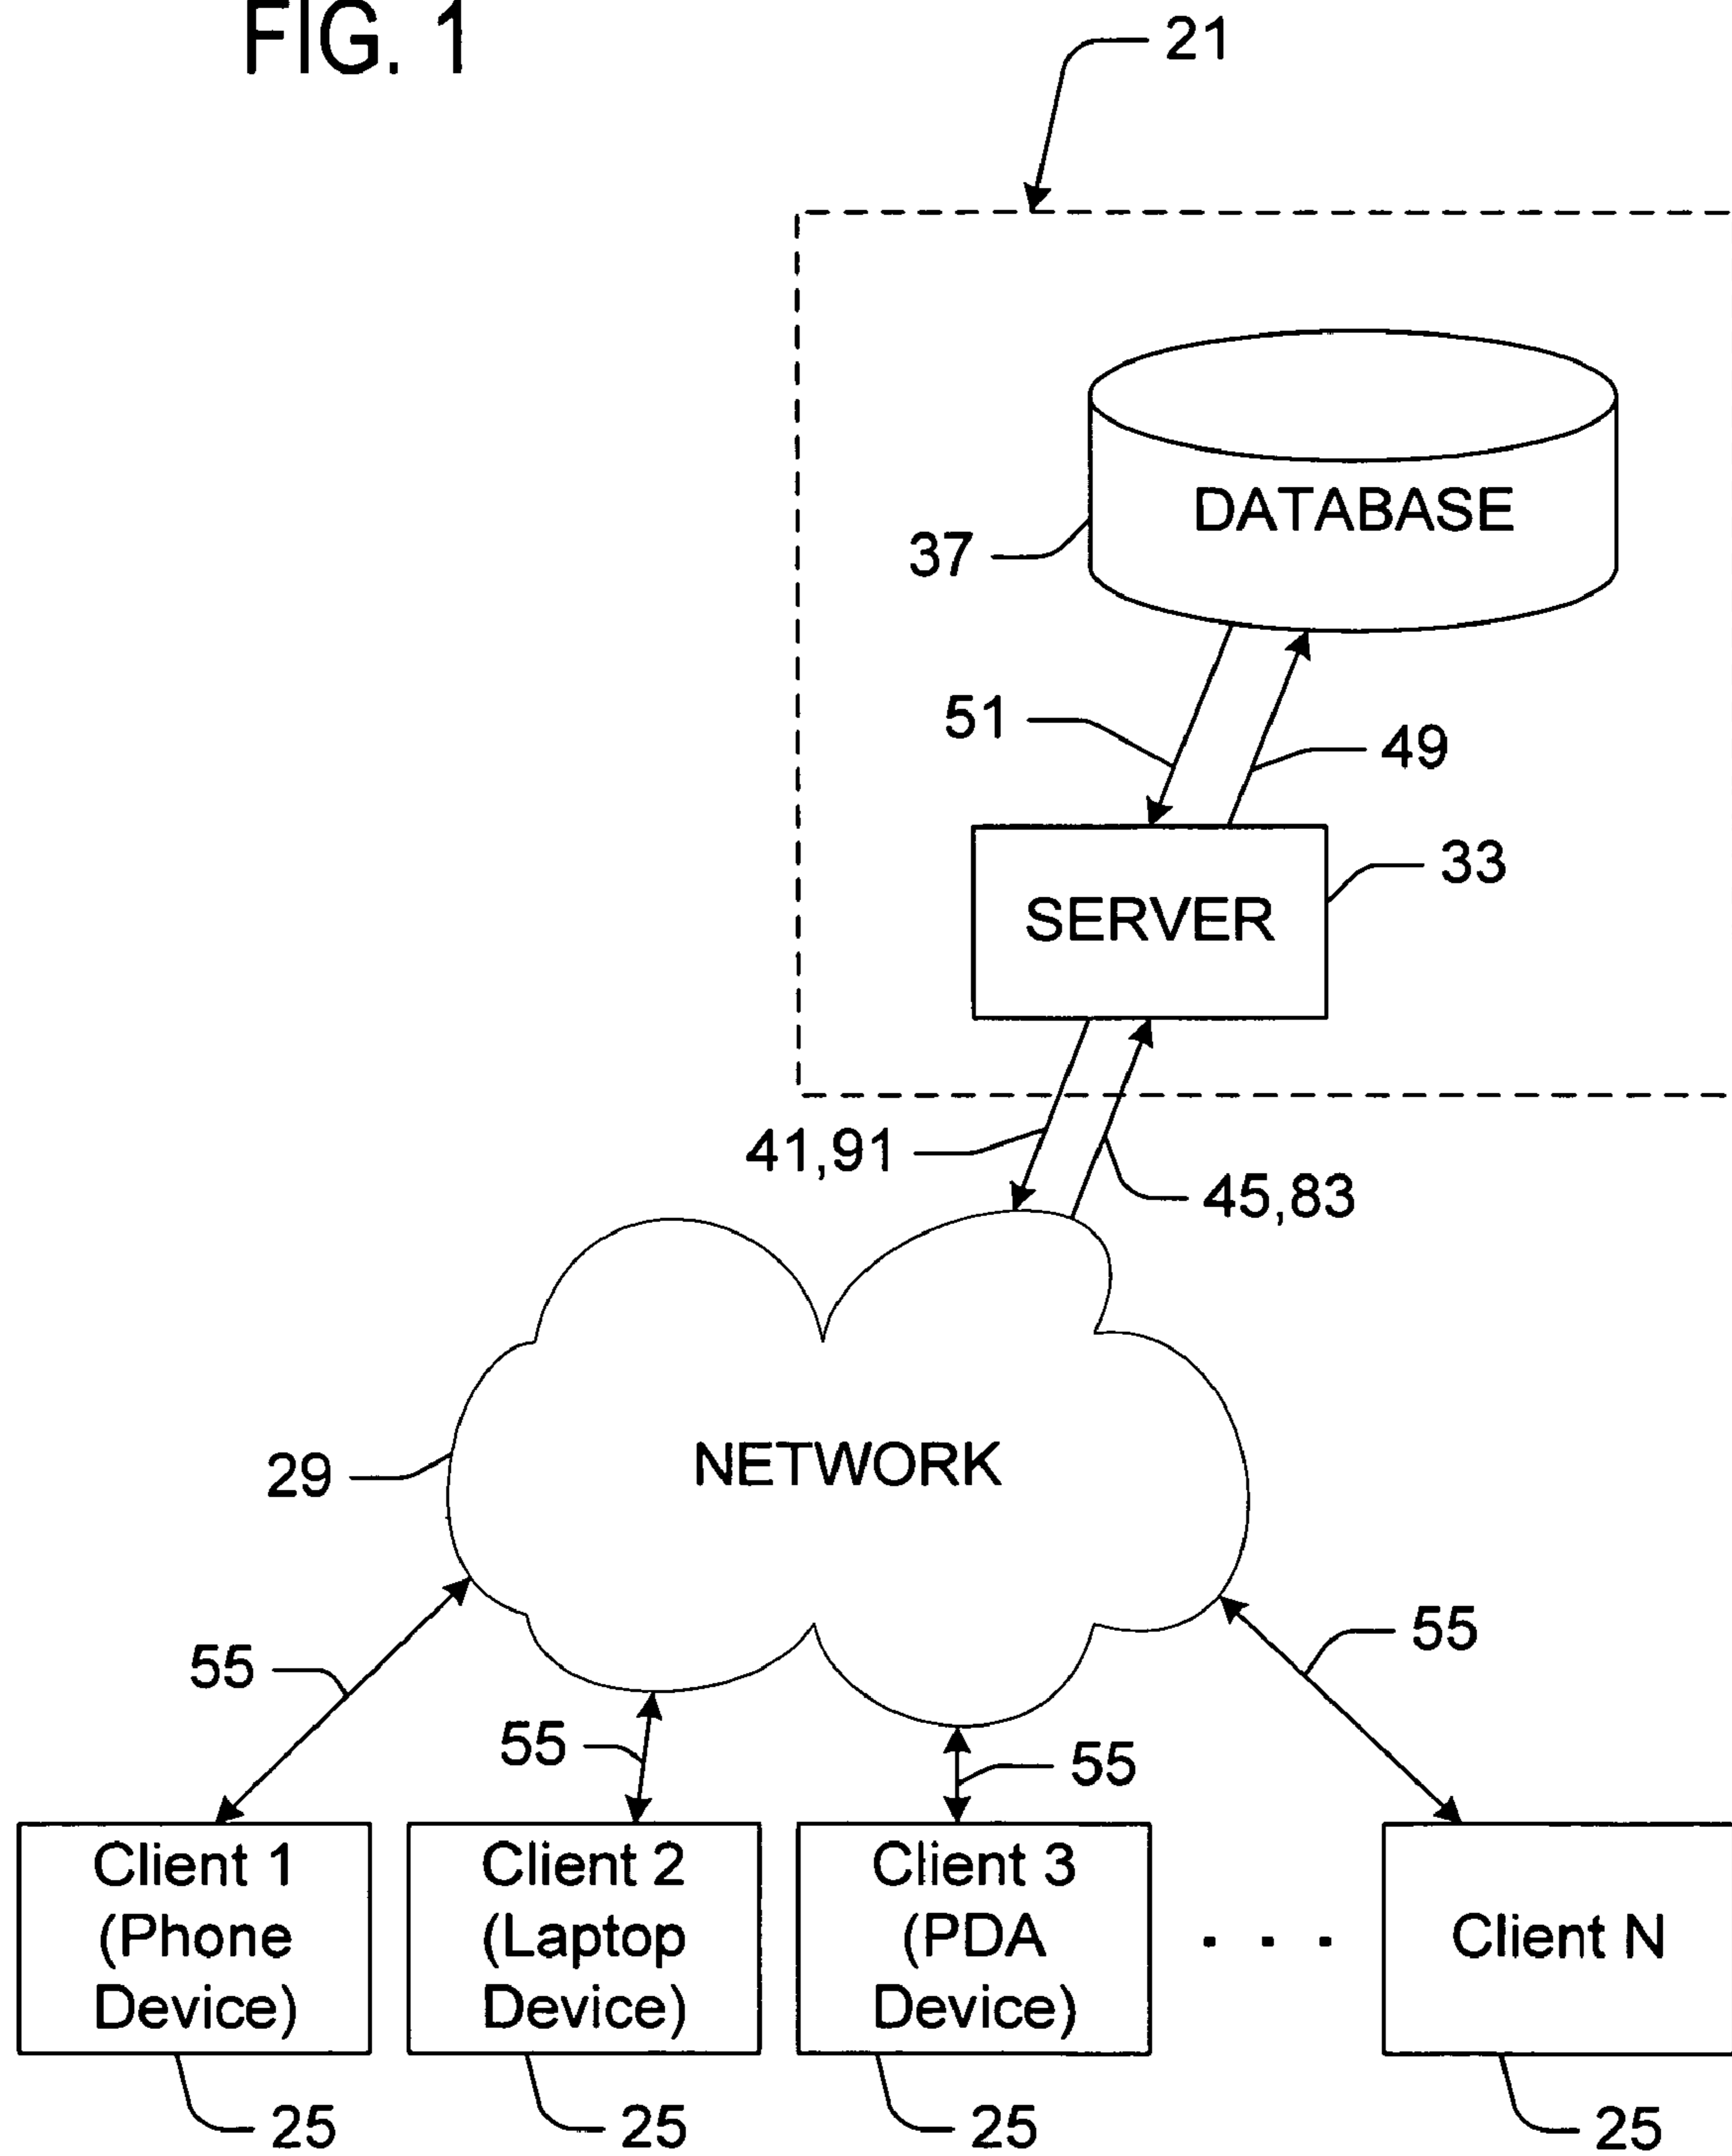 FIG. 1
21
DATABASE
37
51
49
33
SERVER
41,91
45,83
NETWORK
29
55
55
55
55
Client 1
(Phone
Device)
Client 2
(Laptop
Device)
Client 3
(PDA
Device)
. . .
Client N
25
25
25
25